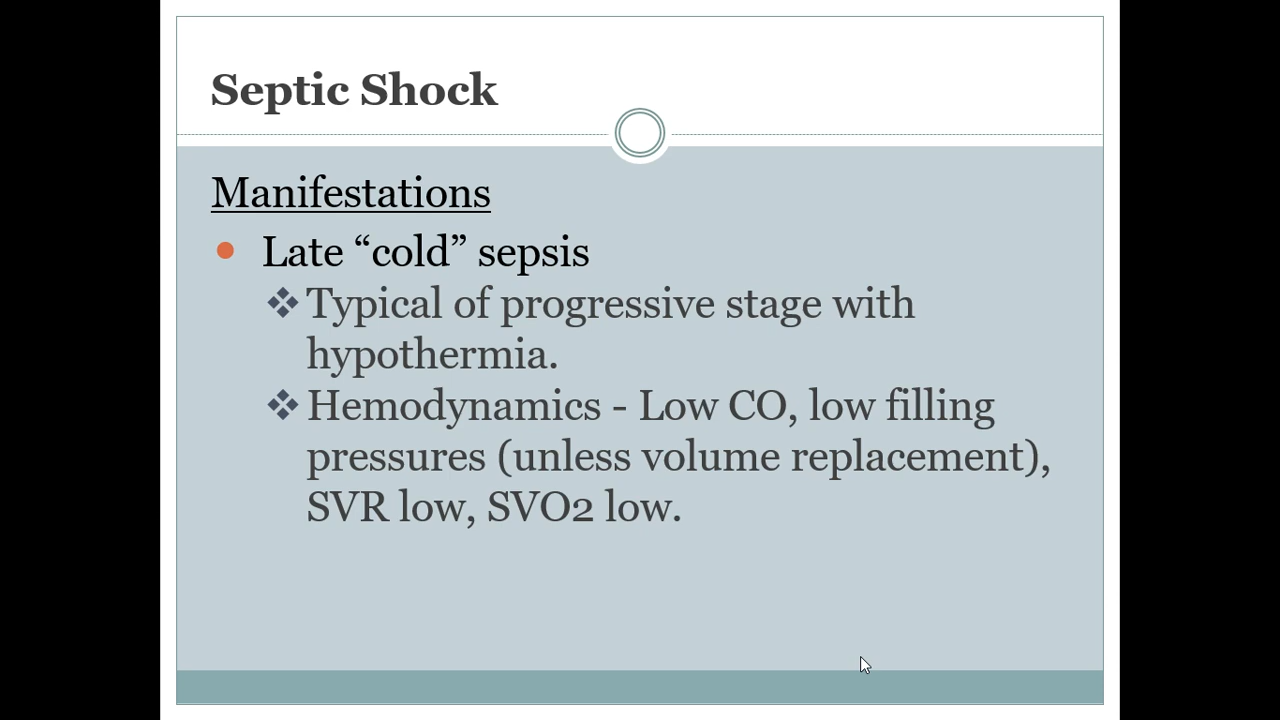 Septic Shock
Manifestations
Late “cold” sepsis
Typical of progressive stage with
hypothermia.
Hemodynamics - Low CO, low filling
pressures (unless volume replacement),
SVR low, SVO2 low.